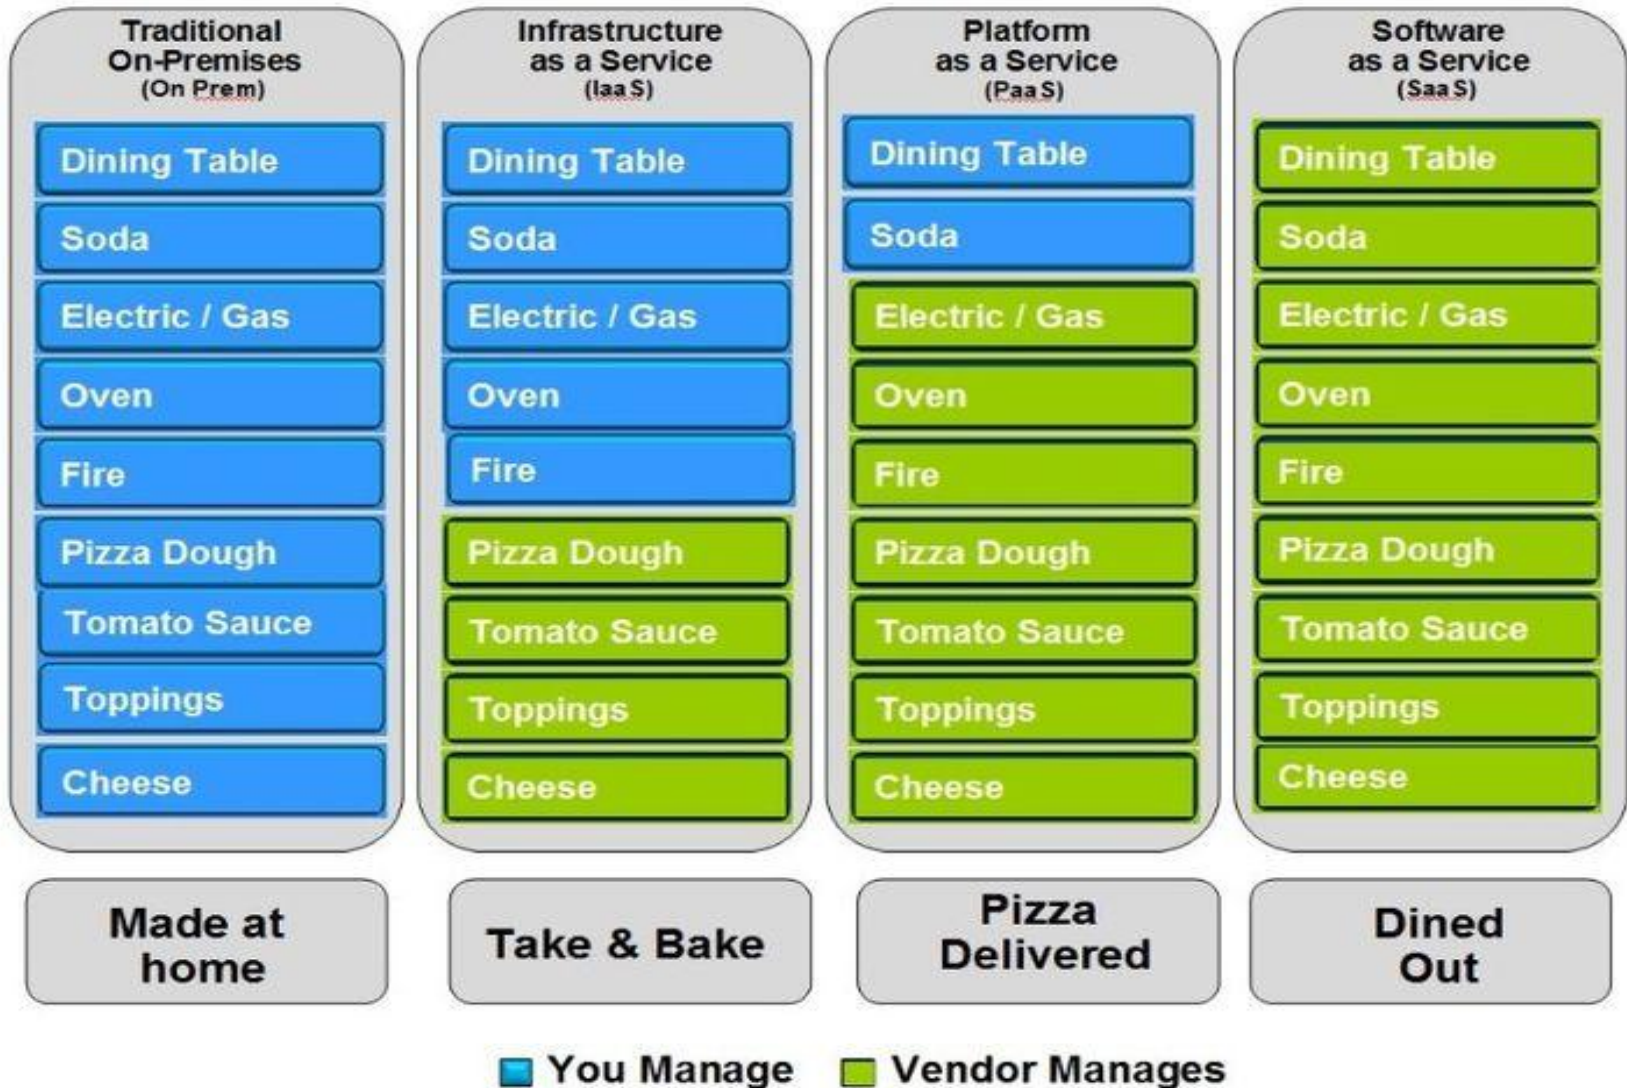 Traditional
On-Premises
(On Prem)
Dining Table
Soda
Electric / Gas
Oven
Fire
Pizza Dough
Tomato Sauce
Toppings
Cheese
Made at
home
Infrastructure
as a Service
(IaaS)
Dining Table
Soda
Electric / Gas
Oven
Fire
Pizza Dough
Tomato Sauce
Toppings
Cheese
Take & Bake
Platform
as a Service
(PaaS)
Dining Table
Soda
Electric / Gas
Oven
Fire
Pizza Dough
Tomato Sauce
Toppings
Cheese
Pizza
Delivered
Software
as a Service
(SaaS)
Dining Table
Soda
Electric / Gas
Oven
Fire
Pizza Dough
Tomato Sauce
Toppings
Cheese
Dined
Out
You Manage
Vendor Manages